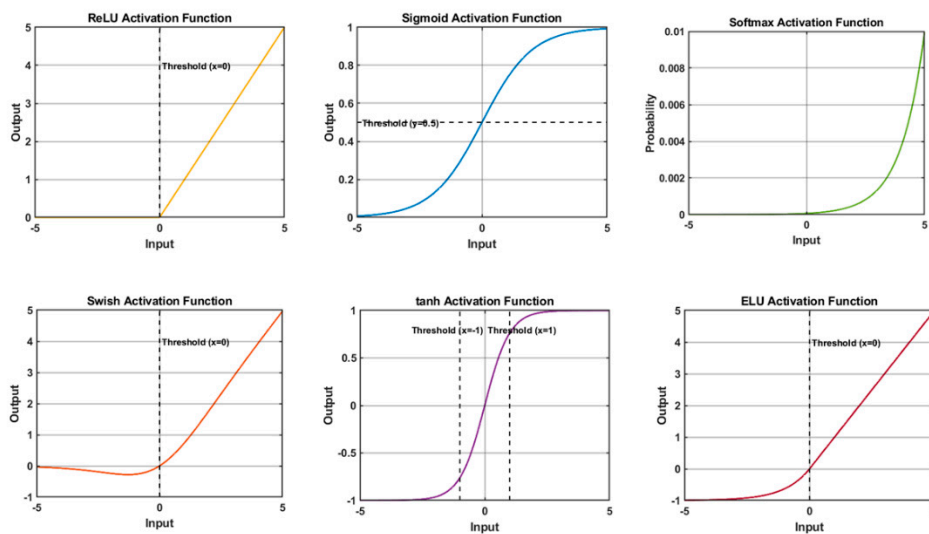 ReLU Activation Function
5
4
3
2
1
0
Output
Threshold (x=0)
-5 0 5
Input
Sigmoid Activation Function
1
0.8
0.6
0.4
0.2
0
Output
Threshold (y=0.5)
-5 0 5
Input
Softmax Activation Function
0.01
0.008
0.006
0.004
0.002
0
Probability
-5 0 5
Input
Swish Activation Function
5
4
3
2
1
0
-1
Output
Threshold (x=0)
-5 0 5
Input
tanh Activation Function
1
0.5
0
-0.5
-1
Output
Threshold (x=-1) Threshold (x=1)
-5 0 5
Input
ELU Activation Function
5
4
3
2
1
0
-1
Output
Threshold (x=0)
-5 0 5
Input